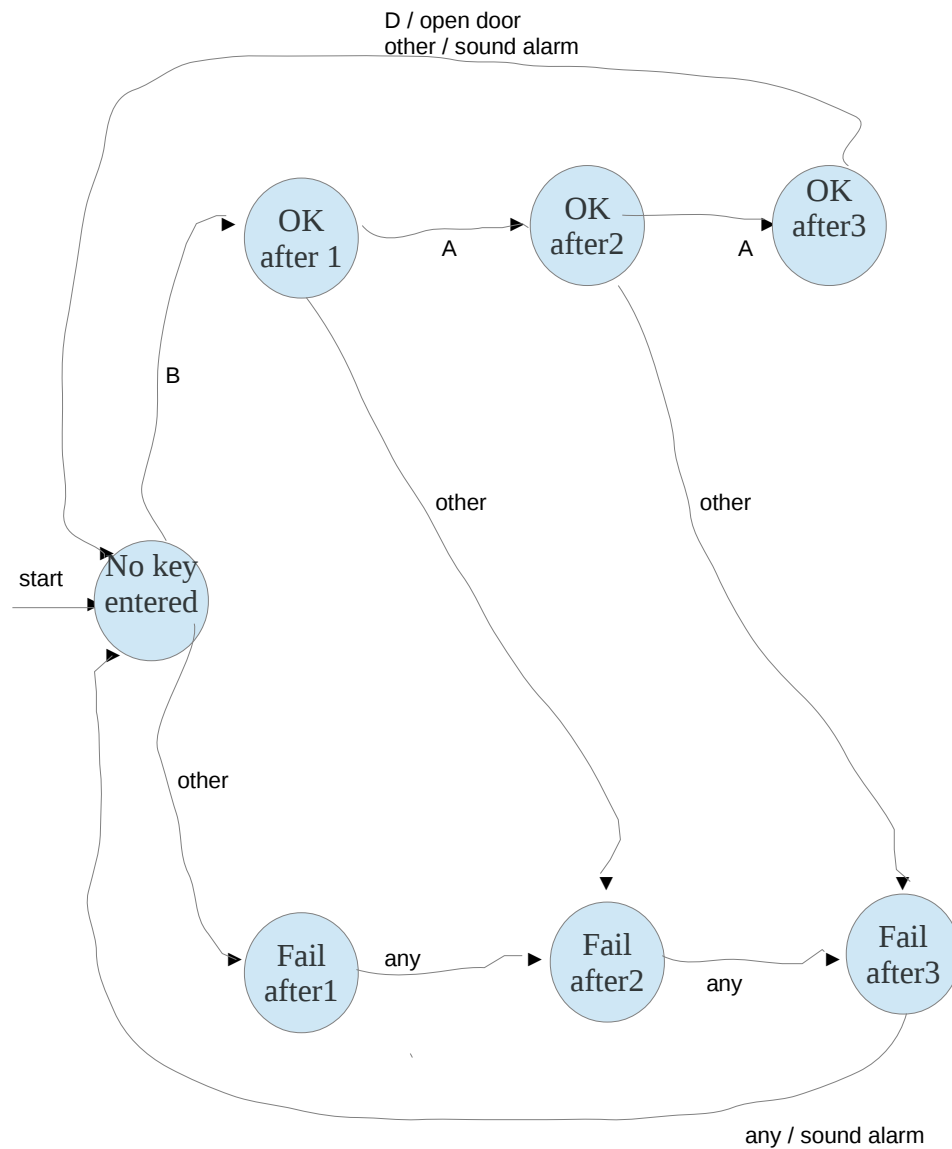 D / open door
other / sound alarm
OK
after 1
A
OK
after2
A
OK
after3
B
other
other
start
No key
entered
other
Fail
after1
any
Fail
after2
any
Fail
after3
any / sound alarm